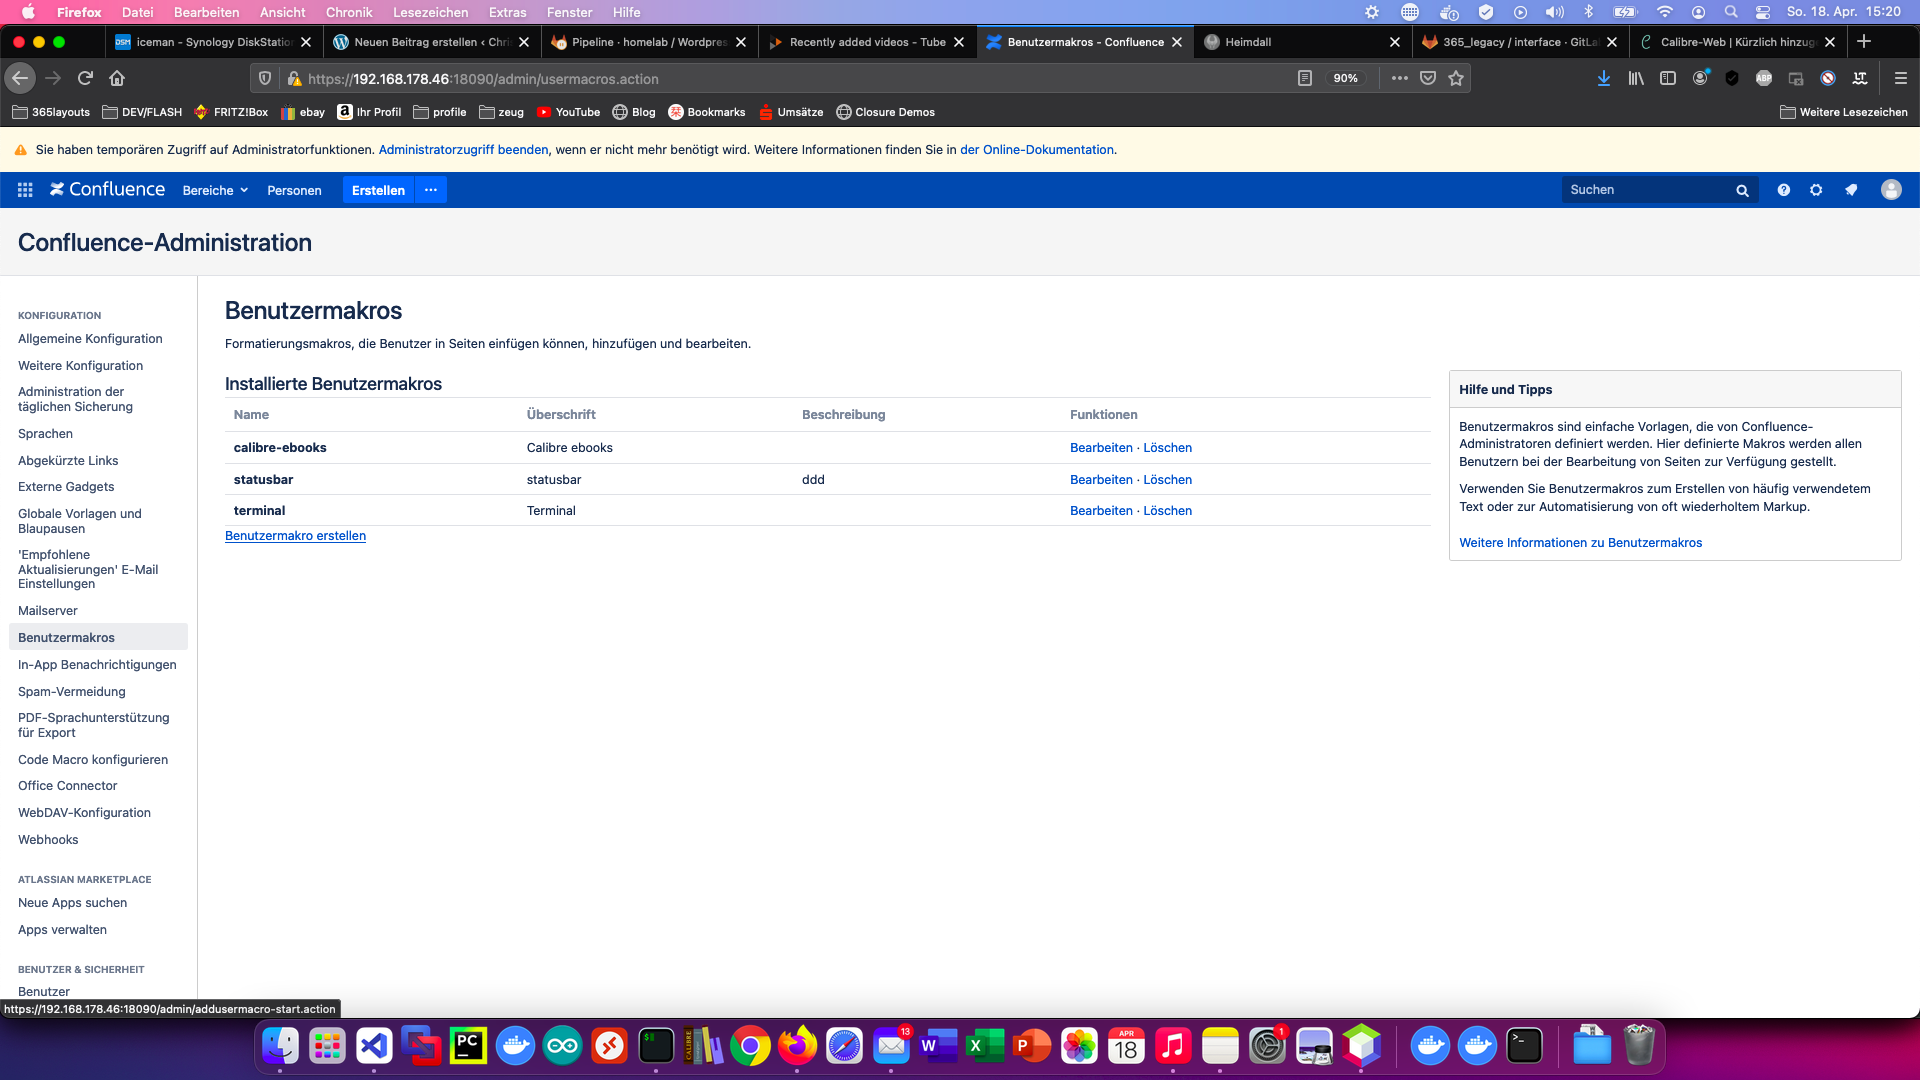 Firefox Datei Bearbeiten Ansicht Chronik Lesezeichen Extras Fenster Hilfe So. 18. Apr. 15:20
DSM iceman - Synology DiskStation Neuen Beitrag erstellen ‹ Chri Pipeline · homelab / Wordpres Recently added videos - Tube Benutzermakros - Confluence Heimdall 365_legacy / interface · GitLa Calibre-Web | Kürzlich hinzuge
https://192.168.178.46:18090/admin/usermacros.action 90% ABP
365layouts DEV/FLASH FRITZ!Box ebay Ihr Profil profile zeug YouTube Blog Bookmarks Umsätze Closure Demos Weitere Lesezeichen
Sie haben temporären Zugriff auf Administratorfunktionen. Administratorzugriff beenden, wenn er nicht mehr benötigt wird. Weitere Informationen finden Sie in der Online-Dokumentation.
Confluence Bereiche Personen Erstellen ··· Suchen
Confluence-Administration
KONFIGURATION
Allgemeine Konfiguration
Weitere Konfiguration
Administration der
täglichen Sicherung
Sprachen
Abgekürzte Links
Externe Gadgets
Globale Vorlagen und
Blaupausen
'Empfohlene
Aktualisierungen' E-Mail
Einstellungen
Mailserver
Benutzermakros
In-App Benachrichtigungen
Spam-Vermeidung
PDF-Sprachunterstützung
für Export
Code Macro konfigurieren
Office Connector
WebDAV-Konfiguration
Webhooks
ATLASSIAN MARKETPLACE
Neue Apps suchen
Apps verwalten
BENUTZER & SICHERHEIT
Benutzer
Benutzermakros
Formatierungsmakros, die Benutzer in Seiten einfügen können, hinzufügen und bearbeiten.
Installierte Benutzermakros
Name Überschrift Beschreibung Funktionen
calibre-ebooks Calibre ebooks Bearbeiten · Löschen
statusbar statusbar ddd Bearbeiten · Löschen
terminal Terminal Bearbeiten · Löschen
Benutzermakro erstellen
Hilfe und Tipps
Benutzermakros sind einfache Vorlagen, die von Confluence-
Administratoren definiert werden. Hier definierte Makros werden allen
Benutzern bei der Bearbeitung von Seiten zur Verfügung gestellt.
Verwenden Sie Benutzermakros zum Erstellen von häufig verwendetem
Text oder zur Automatisierung von oft wiederholtem Markup.
Weitere Informationen zu Benutzermakros
https://192.168.178.46:18090/admin/addusermacro-start.action
PC CALIBRE 13 W X P APR 18 1